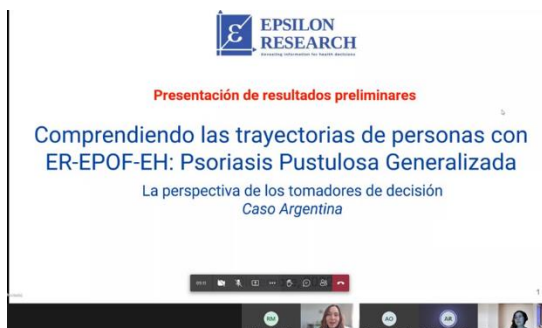 EPSILON
RESEARCH
Presentación de resultados preliminares
Comprendiendo las trayectorias de personas con
ER-EPOF-EH: Psoriasis Pustulosa Generalizada
La perspectiva de los tomadores de decisión
Caso Argentina
1
RM
AO
AR